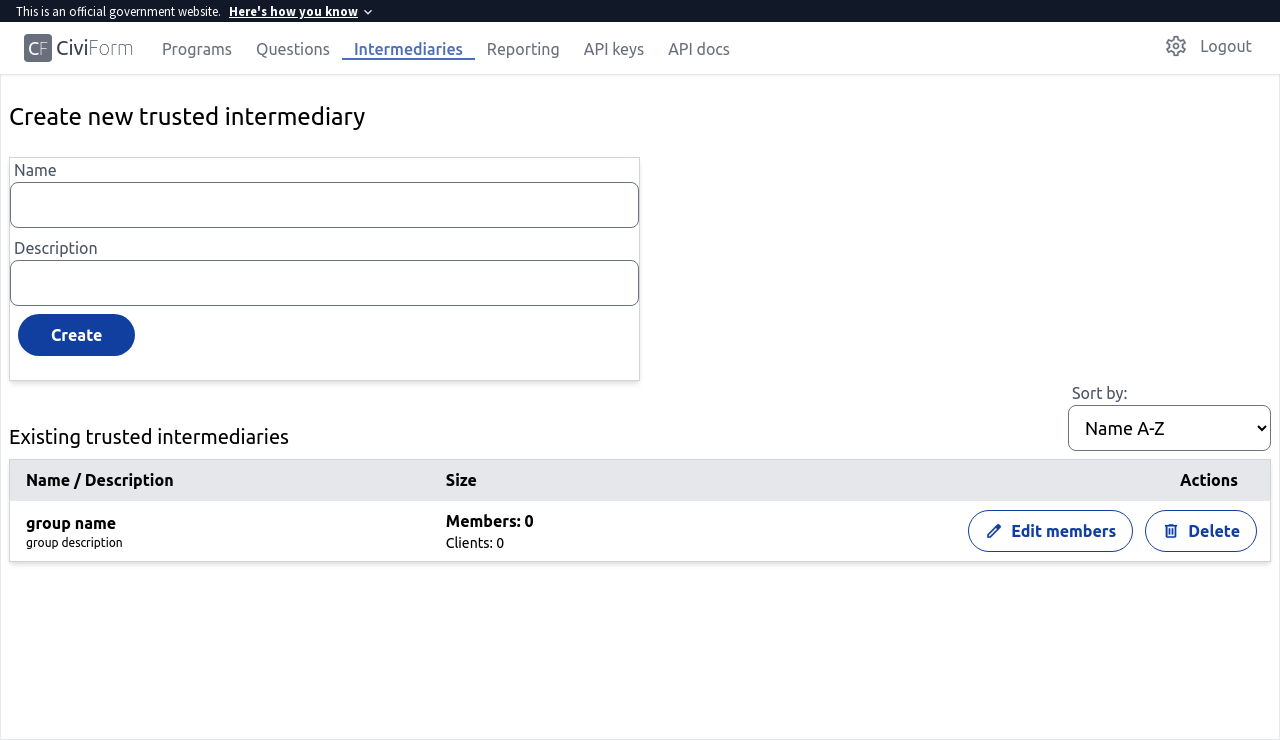 This is an official government website. Here's how you know
CF CiviForm Programs Questions Intermediaries Reporting API keys API docs Logout
Create new trusted intermediary
Name
Description
Create
Sort by:
Name A-Z
Existing trusted intermediaries
Name / Description Size Actions
group name Members: 0 Edit members Delete
group description Clients: 0